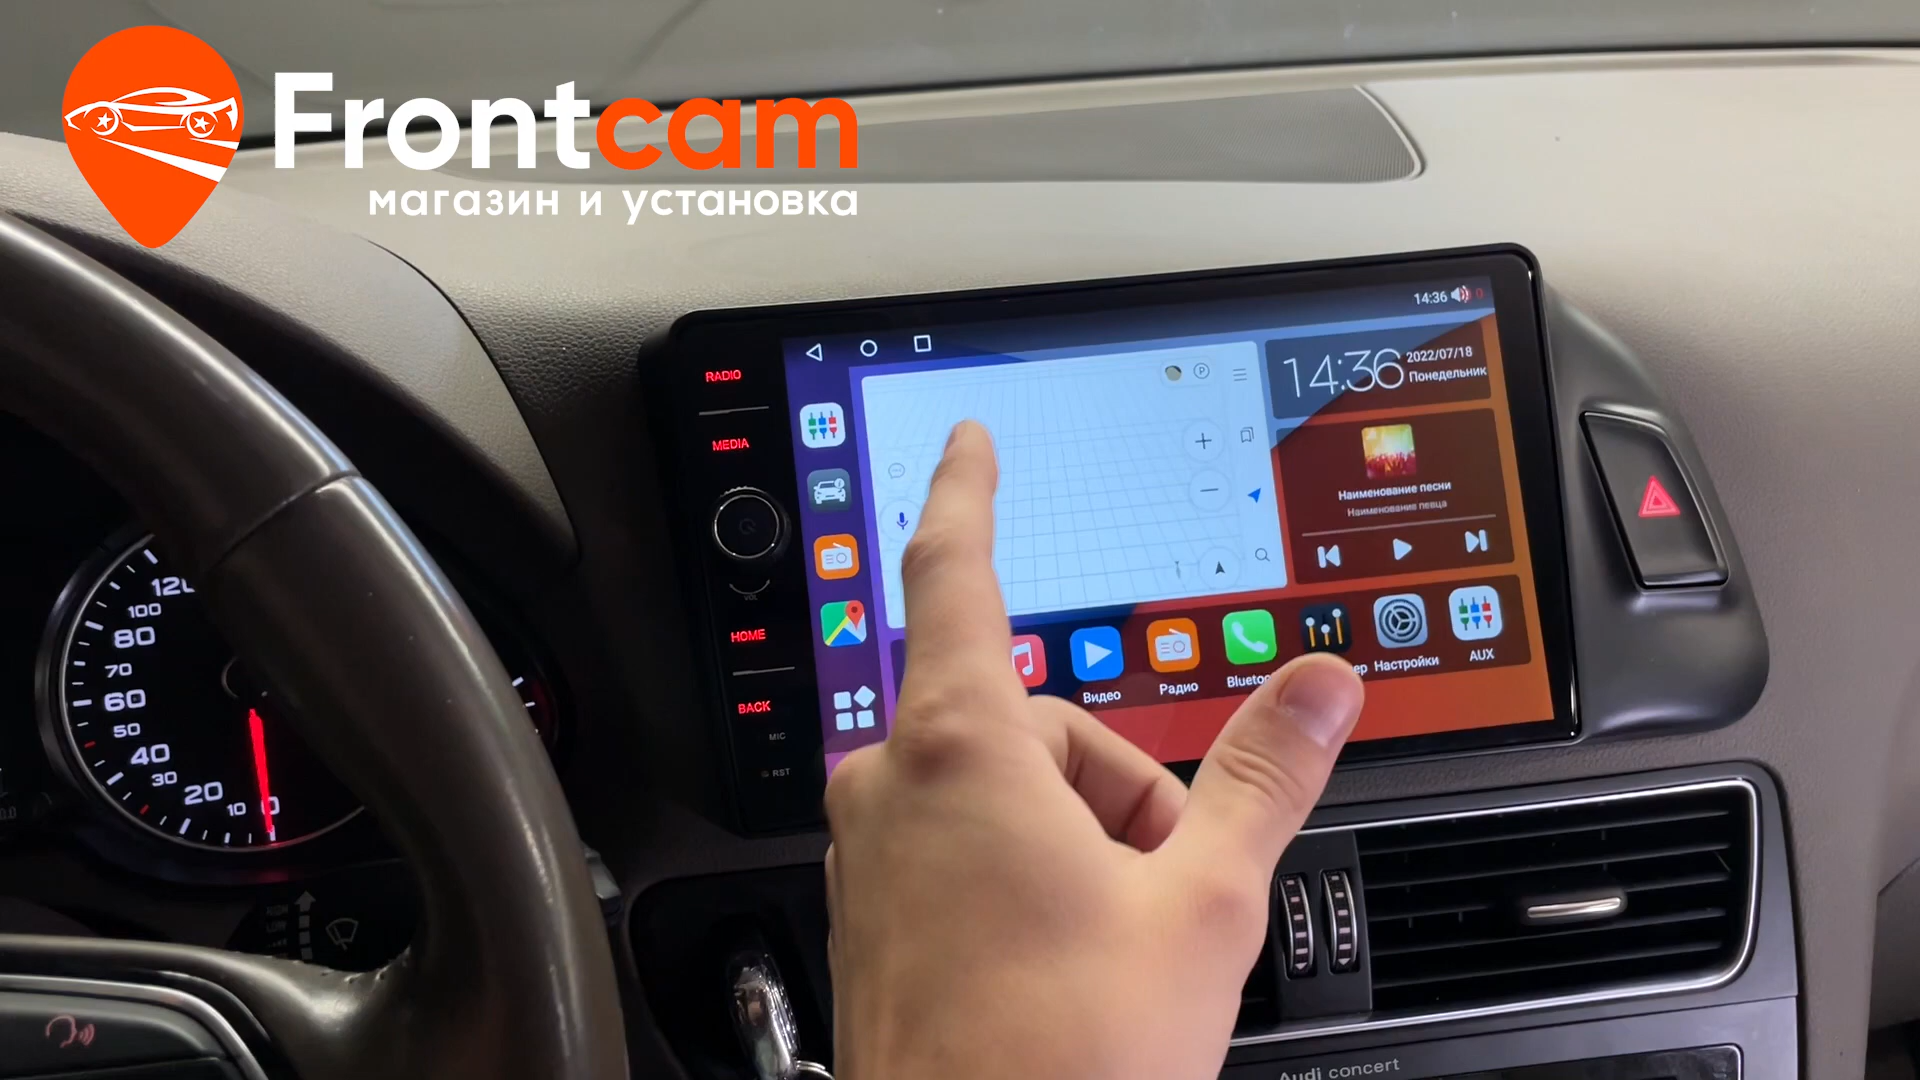 Frontcam
магазин и установка
14:36
RADIO
14:36
2022/07/18
Понедельник
MEDIA
Наименование песни
Наименование певца
VOL
HOME
BACK
MIC
RST
Видео
Радио
Настройки
AUX
120
100
80
70
60
50
40
30
20
10
0
Audi concert